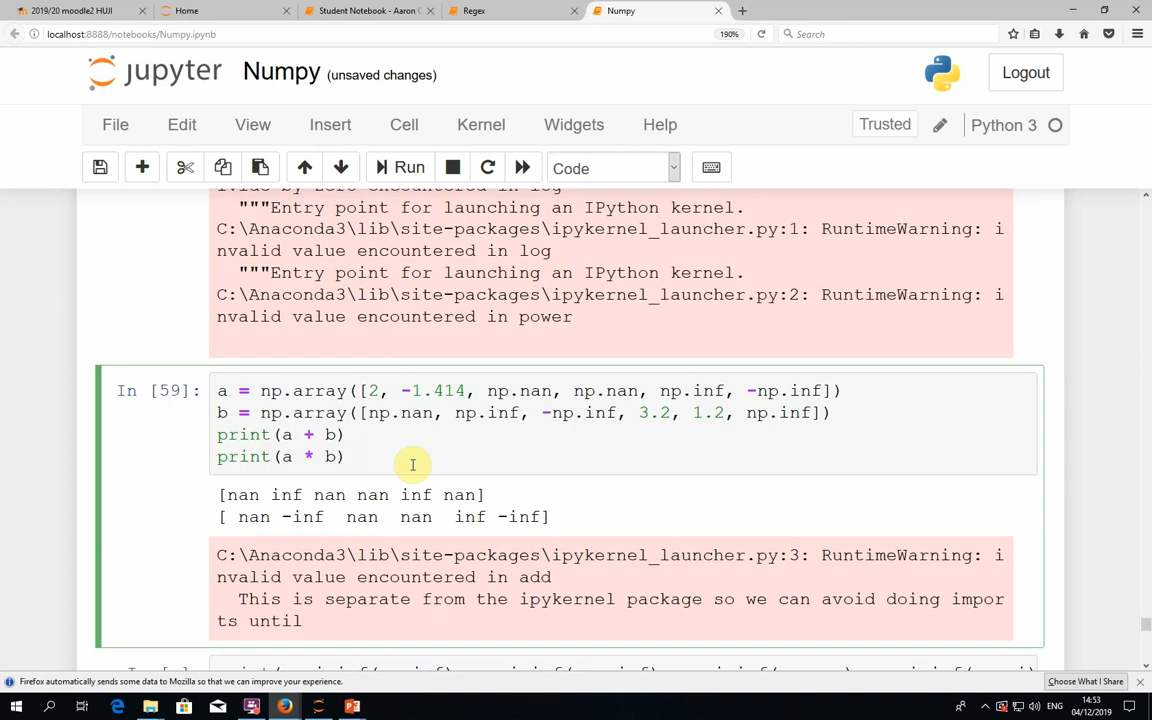 2019/20 moodle2 HUJI
Home
Student Notebook - Aaron
Regex
Numpy
localhost:8888/notebooks/Numpy.ipynb
190%
Search
jupyter Numpy (unsaved changes)
Logout
File Edit View Insert Cell Kernel Widgets Help
Trusted
Python 3
Run
Code
by zero encountered in log
"""Entry point for launching an IPython kernel.
C:\Anaconda3\lib\site-packages\ipykernel_launcher.py:1: RuntimeWarning: i
nvalid value encountered in log
"""Entry point for launching an IPython kernel.
C:\Anaconda3\lib\site-packages\ipykernel_launcher.py:2: RuntimeWarning: i
nvalid value encountered in power
In [59]: a = np.array([2, -1.414, np.nan, np.nan, np.inf, -np.inf])
b = np.array([np.nan, np.inf, -np.inf, 3.2, 1.2, np.inf])
print(a + b)
print(a * b)
[nan inf nan nan inf nan]
[ nan -inf  nan  nan  inf -inf]
C:\Anaconda3\lib\site-packages\ipykernel_launcher.py:3: RuntimeWarning: i
nvalid value encountered in add
This is separate from the ipykernel package so we can avoid doing impor
ts until
Firefox automatically sends some data to Mozilla so that we can improve your experience.
Choose What I Share
ENG
14:53
04/12/2019